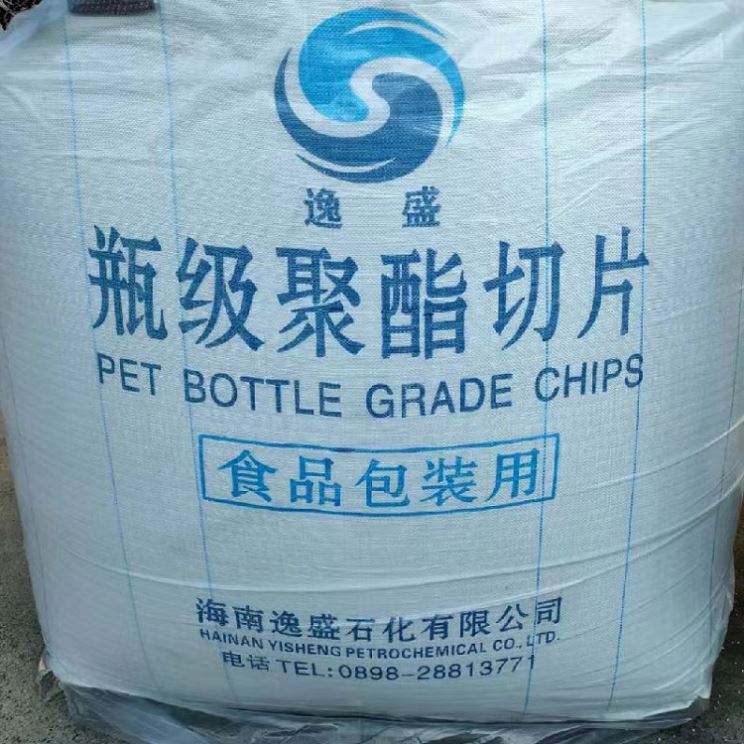 逸盛
瓶级聚酯切片
PET BOTTLE GRADE CHIPS
食品包装用
海南逸盛石化有限公司
HAINAN YISHENG PETROCHEMICAL CO., LTD.
电话 TEL:0898-28813771